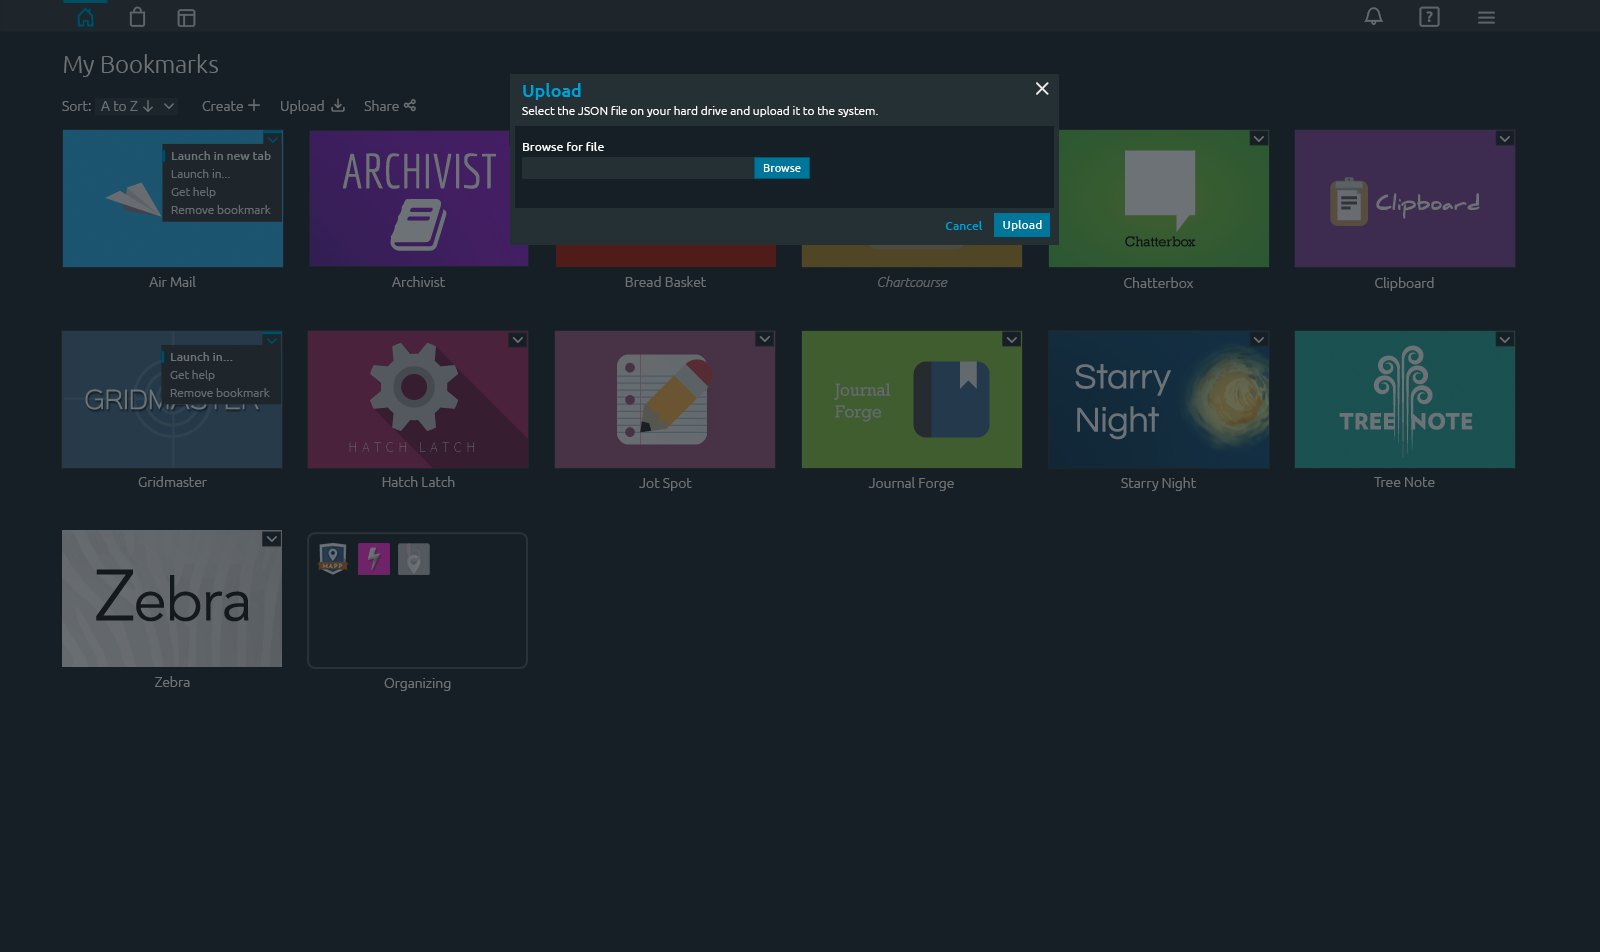 My Bookmarks
Sort: A to Z
Create
Upload
Share
Upload
Select the JSON file on your hard drive and upload it to the system.
Browse for file
Browse
Cancel
Upload
Launch in new tab
Launch in...
Get help
Remove bookmark
ARCHIVIST
Chatterbox
Clipboard
Air Mail
Archivist
Bread Basket
Chartcourse
Chatterbox
Clipboard
Launch in...
Get help
Remove bookmark
GRIDMASTER
HATCH LATCH
Journal
Forge
Starry
Night
TREE NOTE
Gridmaster
Hatch Latch
Jot Spot
Journal Forge
Starry Night
Tree Note
Zebra
MAPP
Zebra
Organizing